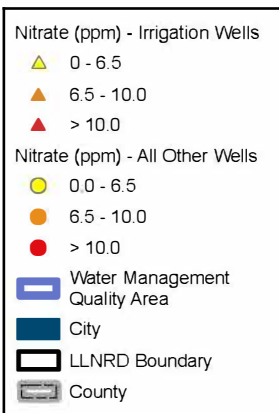 Nitrate (ppm) - Irrigation Wells
0 - 6.5
6.5 - 10.0
> 10.0
Nitrate (ppm) - All Other Wells
0.0 - 6.5
6.5 - 10.0
> 10.0
Water Management
Quality Area
City
LLNRD Boundary
County